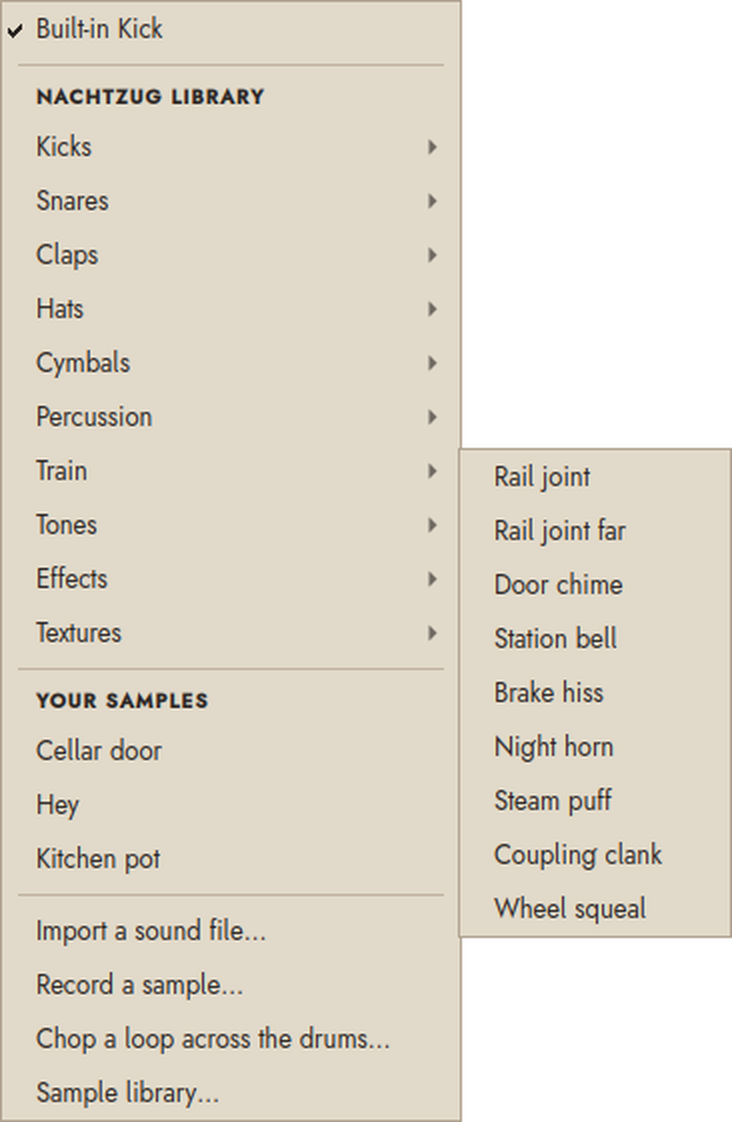 Built-in Kick
NACHTZUG LIBRARY
Kicks
Snares
Claps
Hats
Cymbals
Percussion
Train
Tones
Effects
Textures
YOUR SAMPLES
Cellar door
Hey
Kitchen pot
Import a sound file...
Record a sample...
Chop a loop across the drums...
Sample library...
Rail joint
Rail joint far
Door chime
Station bell
Brake hiss
Night horn
Steam puff
Coupling clank
Wheel squeal